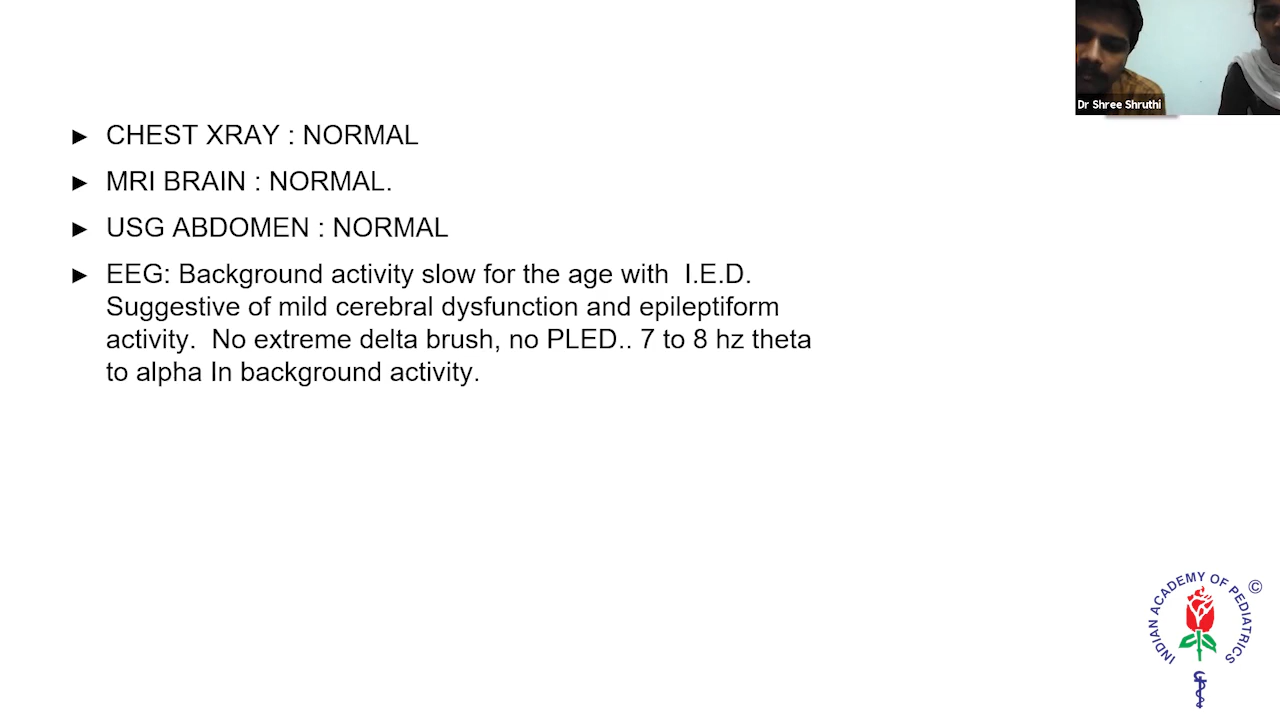 Dr Shree Shruthi
► CHEST XRAY : NORMAL
► MRI BRAIN : NORMAL.
► USG ABDOMEN : NORMAL
► EEG: Background activity slow for the age with I.E.D.
Suggestive of mild cerebral dysfunction and epileptiform
activity. No extreme delta brush, no PLED.. 7 to 8 hz theta
to alpha In background activity.
INDIAN ACADEMY OF PEDIATRICS
©